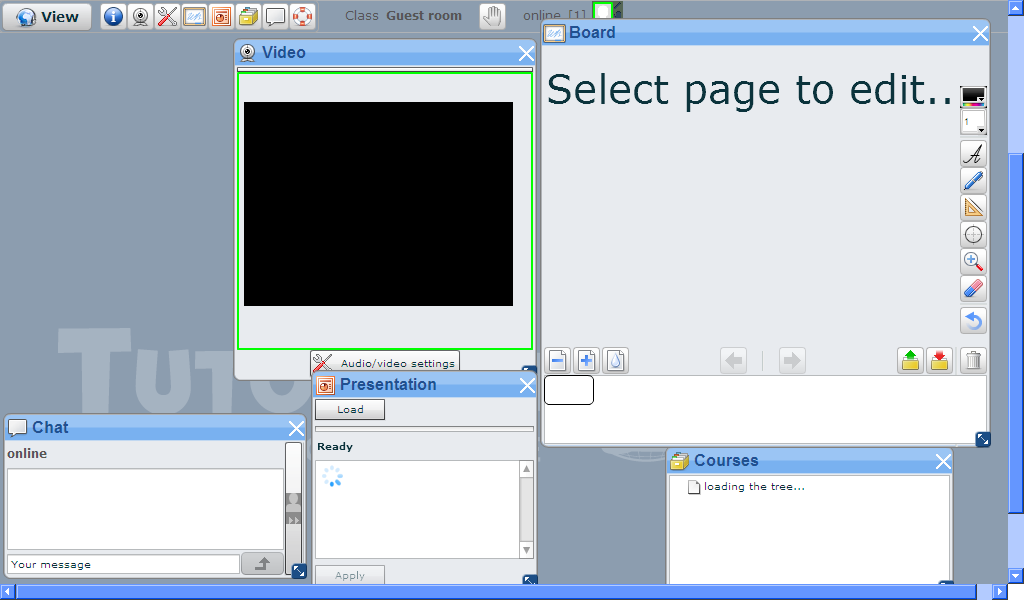 View
Class Guest room
online [1]
Video
Audio/video settings
Board
Select page to edit..
1
A
Presentation
Load
Ready
Apply
Chat
online
Your message
Courses
loading the tree...